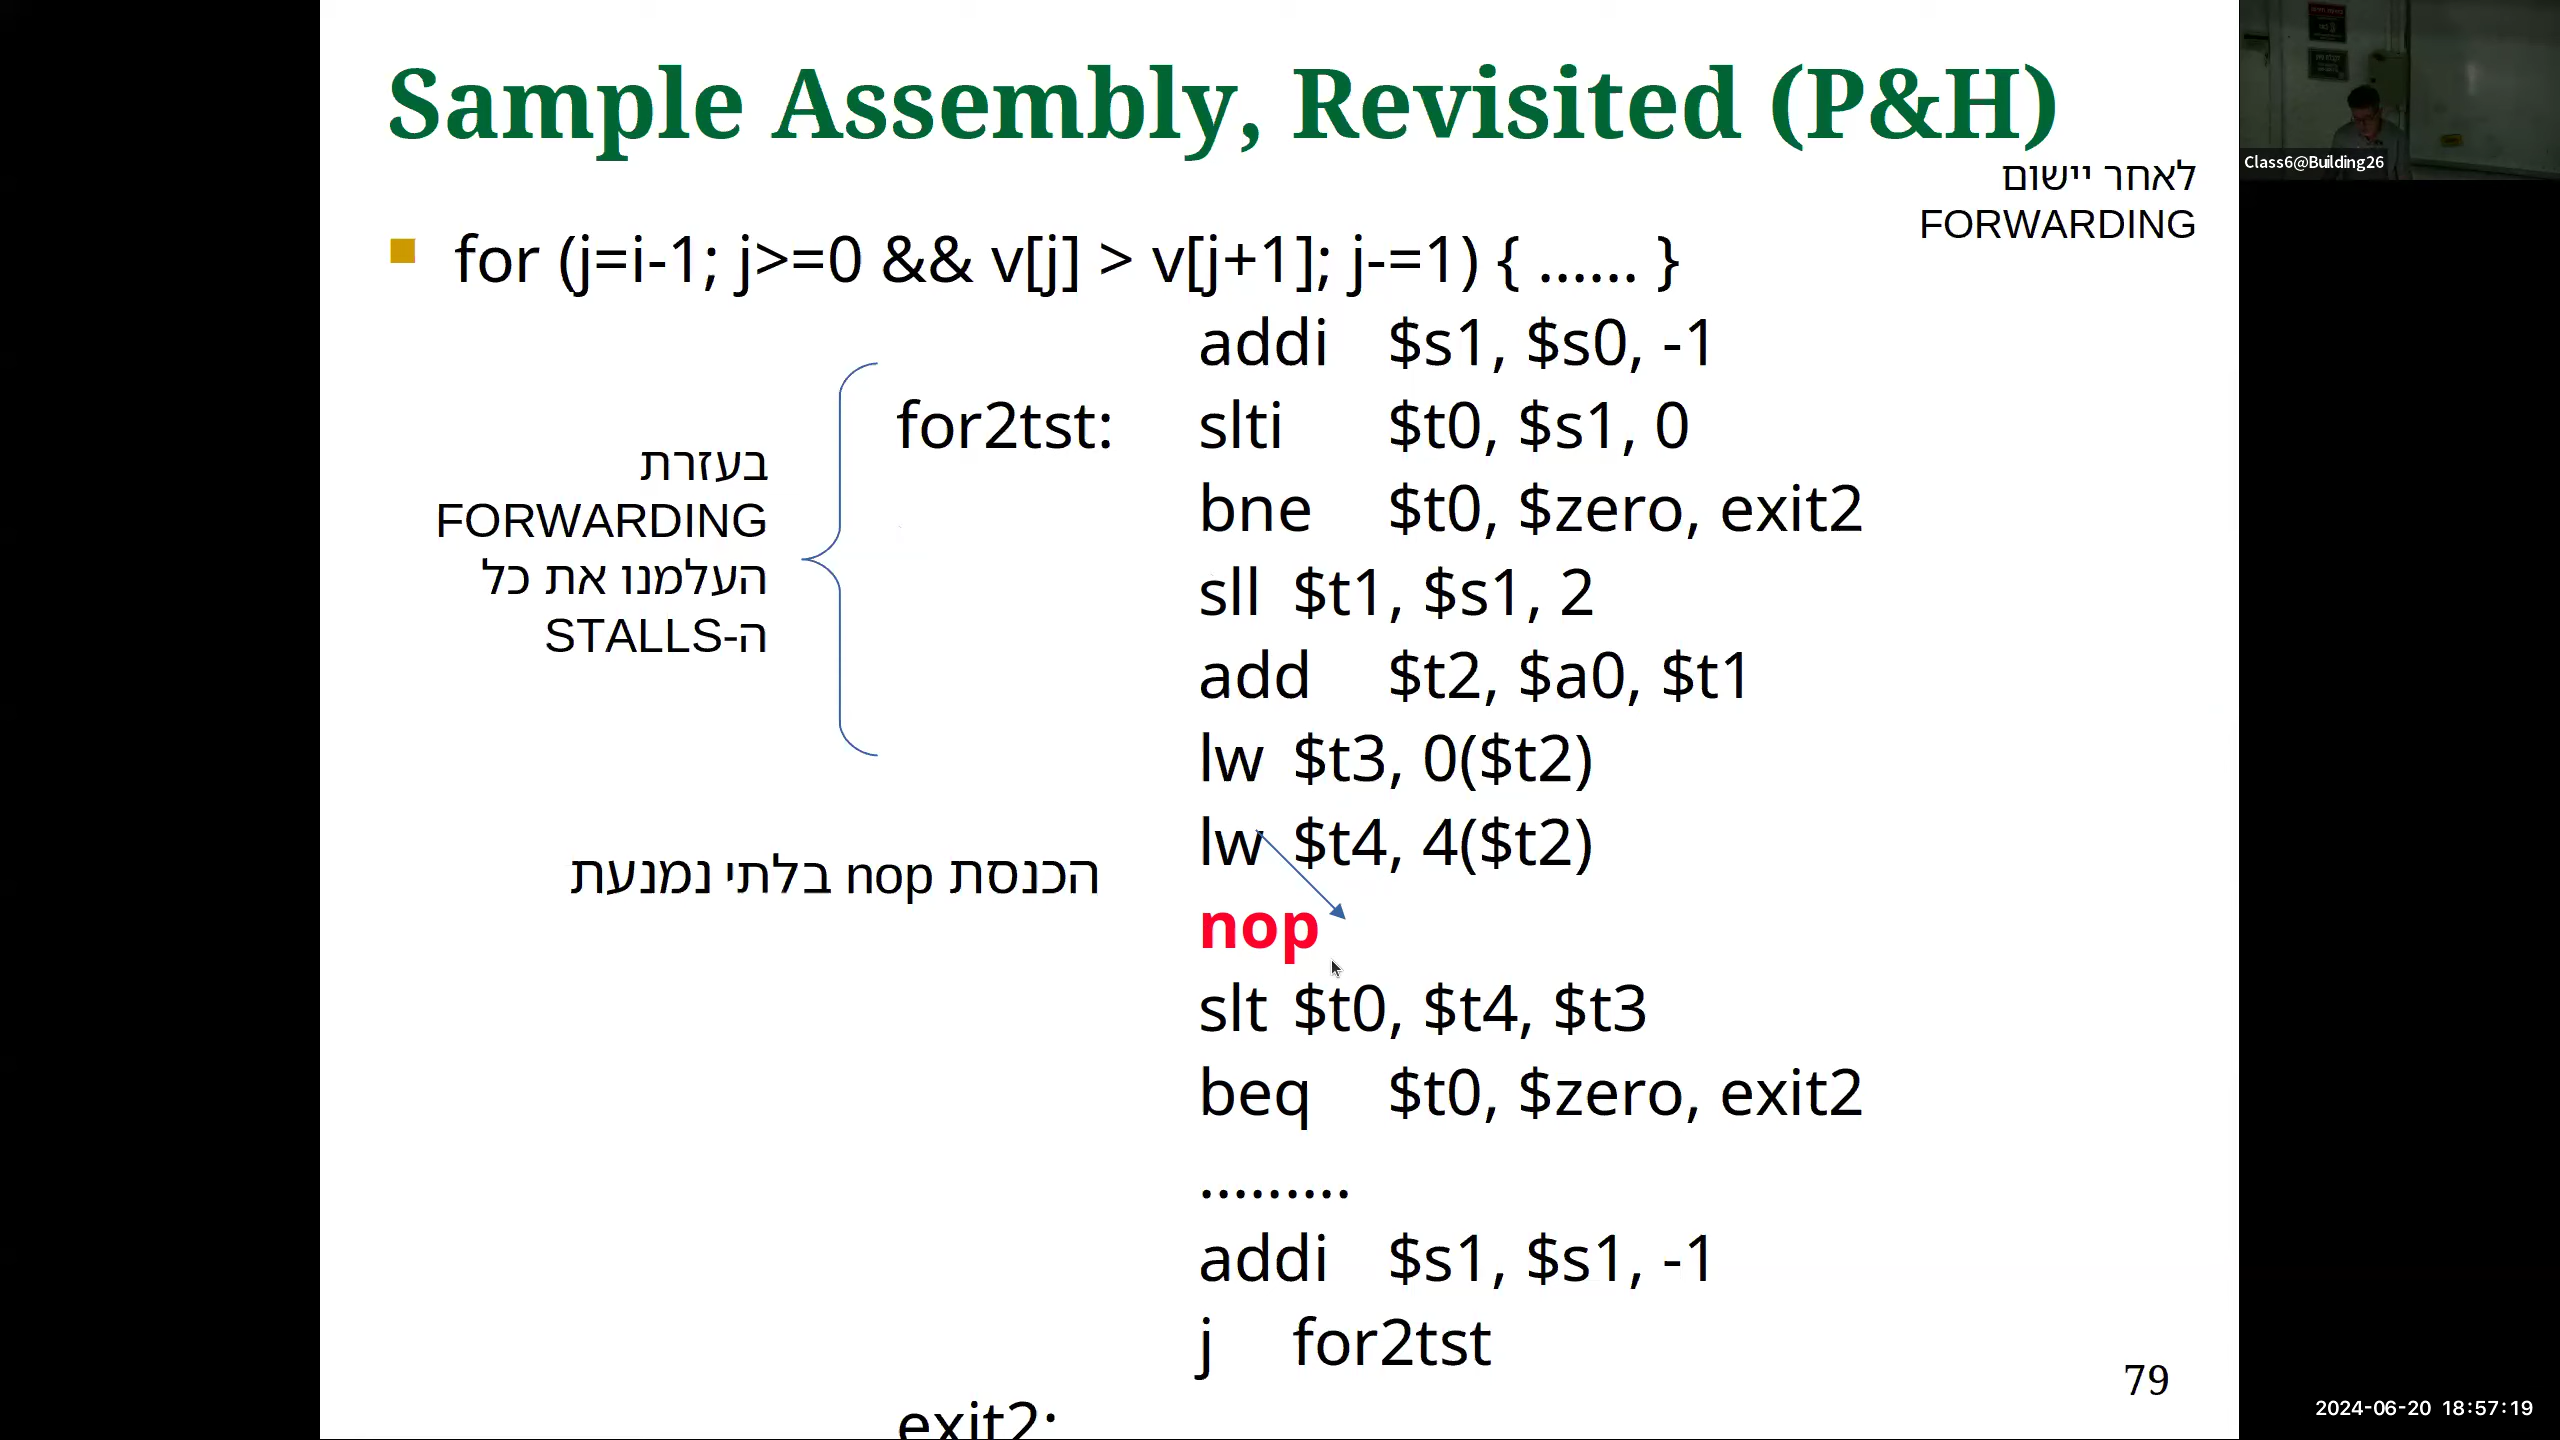 Sample Assembly, Revisited (P&H)
Class6@Building26
לאחר יישום
FORWARDING
for (j=i-1; j>=0 && v[j] > v[j+1]; j-=1) { ...... }
addi $s1, $s0, -1
for2tst: slti $t0, $s1, 0
bne $t0, $zero, exit2
sll $t1, $s1, 2
add $t2, $a0, $t1
lw $t3, 0($t2)
lw $t4, 4($t2)
nop
slt $t0, $t4, $t3
beq $t0, $zero, exit2
.........
addi $s1, $s1, -1
j for2tst
exit2:
בעזרת
FORWARDING
העלמנו את כל
ה-STALLS
הכנסת nop בלתי נמנעת
79
2024-06-20 18:57:19